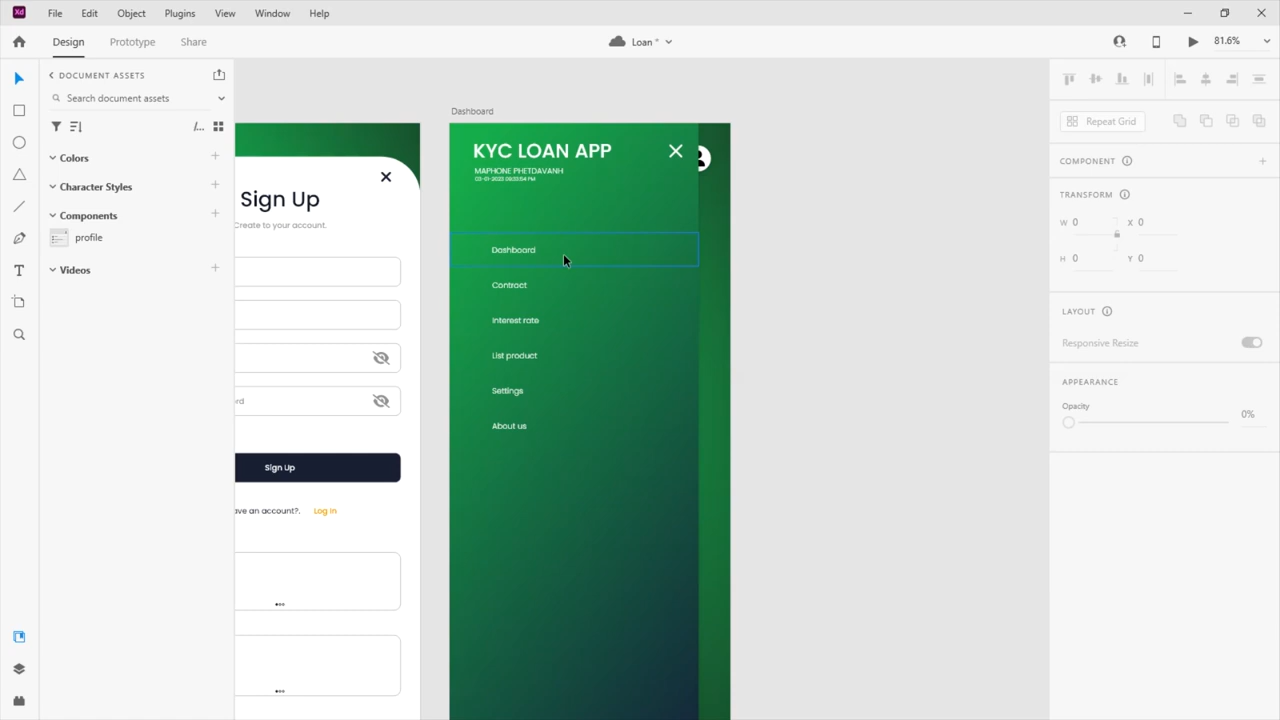 Xd File Edit Object Plugins View Window Help
Design Prototype Share Loan * 81.6%
DOCUMENT ASSETS
Search document assets
Colors
Character Styles
Components
profile
Videos
Sign Up
Create to your account.
Sign Up
ave an account?. Log In
Dashboard
KYC LOAN APP
MAPHONE PHETDAVANH
Dashboard
Contract
Interest rate
List product
Settings
About us
Repeat Grid
COMPONENT
TRANSFORM
W 0 X 0
H 0 Y 0
LAYOUT
Responsive Resize
APPEARANCE
Opacity
0%